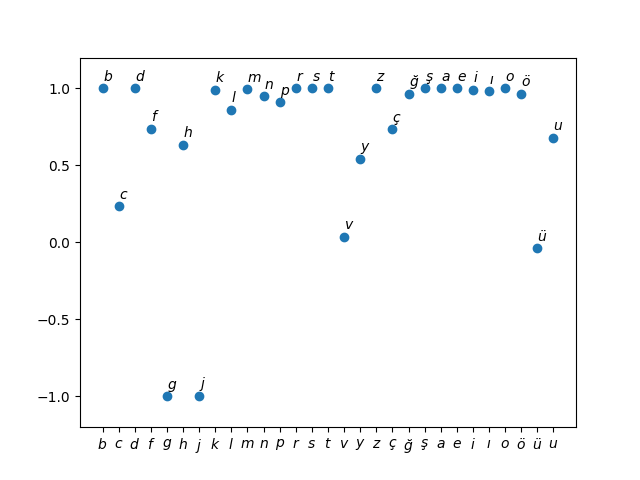 b d k m n p r s t z ğ ş a e i ı o ö
f l h ç u
y
c
v ü
g j
1.0
0.5
0.0
−0.5
−1.0
b c d f g h j k l m n p r s t v y z ç ğ ş a e i ı o ö ü u